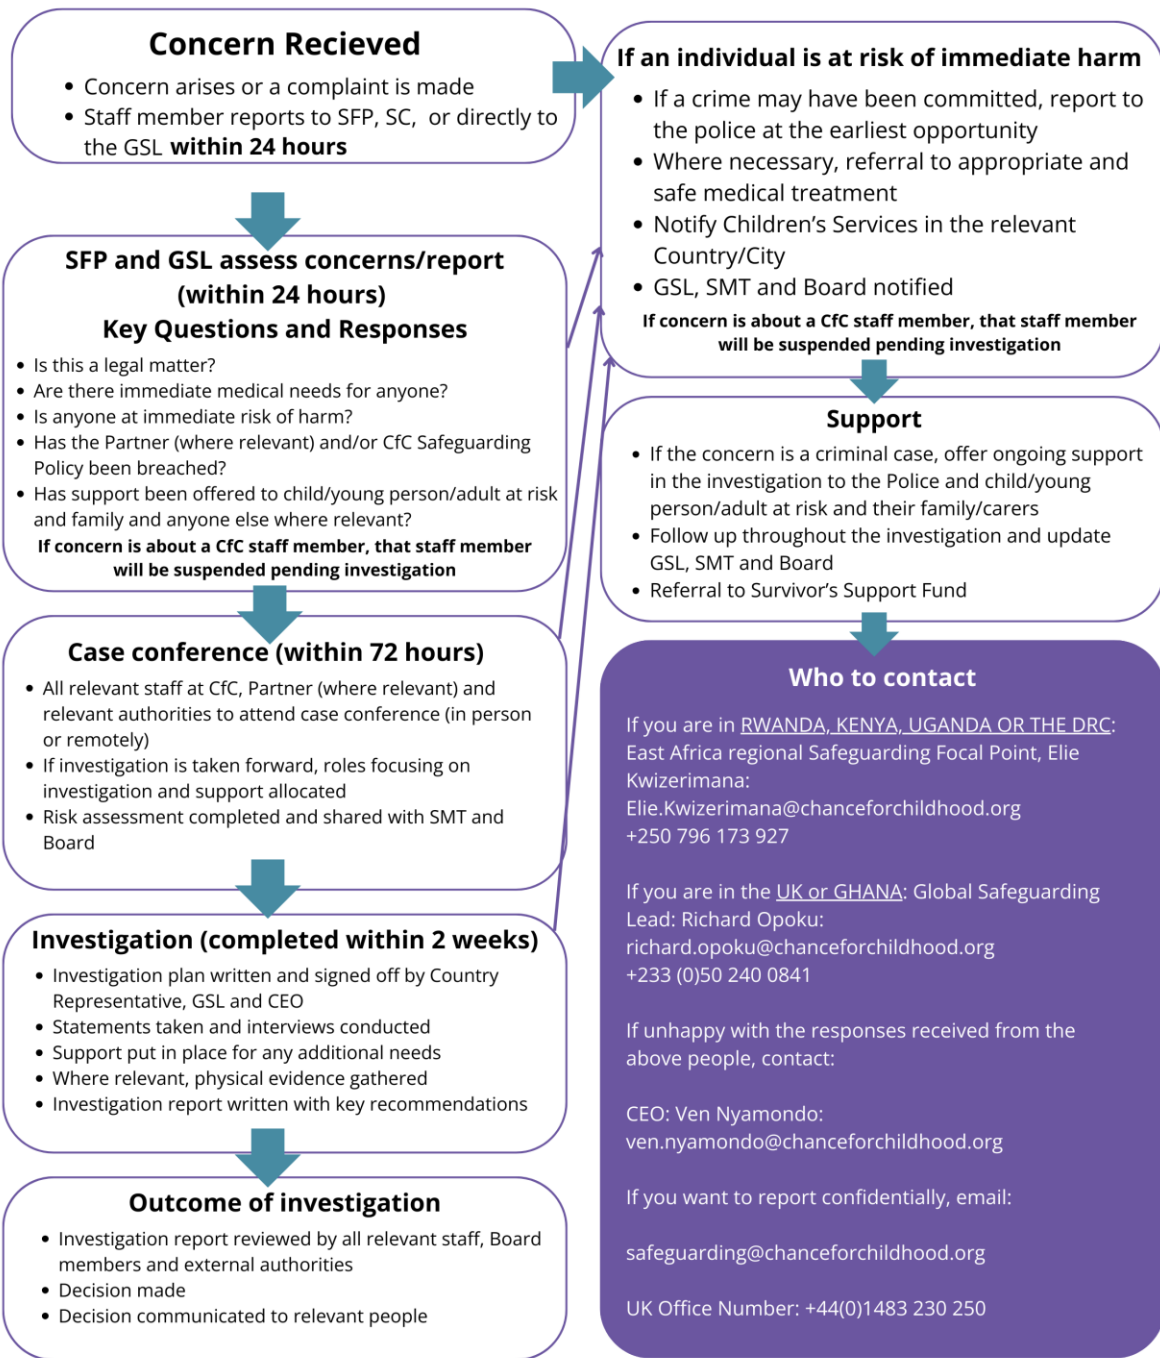 Concern Recieved
• Concern arises or a complaint is made
• Staff member reports to SFP, SC, or directly to
the GSL within 24 hours
SFP and GSL assess concerns/report
(within 24 hours)
Key Questions and Responses
• Is this a legal matter?
• Are there immediate medical needs for anyone?
• Is anyone at immediate risk of harm?
• Has the Partner (where relevant) and/or CfC Safeguarding
Policy been breached?
• Has support been offered to child/young person/adult at risk
and family and anyone else where relevant?
If concern is about a CfC staff member, that staff member
will be suspended pending investigation
Case conference (within 72 hours)
• All relevant staff at CfC, Partner (where relevant) and
relevant authorities to attend case conference (in person
or remotely)
• If investigation is taken forward, roles focusing on
investigation and support allocated
• Risk assessment completed and shared with SMT and
Board
Investigation (completed within 2 weeks)
• Investigation plan written and signed off by Country
Representative, GSL and CEO
• Statements taken and interviews conducted
• Support put in place for any additional needs
• Where relevant, physical evidence gathered
• Investigation report written with key recommendations
Outcome of investigation
• Investigation report reviewed by all relevant staff, Board
members and external authorities
• Decision made
• Decision communicated to relevant people
If an individual is at risk of immediate harm
• If a crime may have been committed, report to
the police at the earliest opportunity
• Where necessary, referral to appropriate and
safe medical treatment
• Notify Children’s Services in the relevant
Country/City
• GSL, SMT and Board notified
If concern is about a CfC staff member, that staff member
will be suspended pending investigation
Support
• If the concern is a criminal case, offer ongoing support
in the investigation to the Police and child/young
person/adult at risk and their family/carers
• Follow up throughout the investigation and update
GSL, SMT and Board
• Referral to Survivor’s Support Fund
Who to contact
If you are in RWANDA, KENYA, UGANDA OR THE DRC:
East Africa regional Safeguarding Focal Point, Elie
Kwizerimana:
Elie.Kwizerimana@chanceforchildhood.org
+250 796 173 927
If you are in the UK or GHANA: Global Safeguarding
Lead: Richard Opoku:
richard.opoku@chanceforchildhood.org
+233 (0)50 240 0841
If unhappy with the responses received from the
above people, contact:
CEO: Ven Nyamondo:
ven.nyamondo@chanceforchildhood.org
If you want to report confidentially, email:
safeguarding@chanceforchildhood.org
UK Office Number: +44(0)1483 230 250